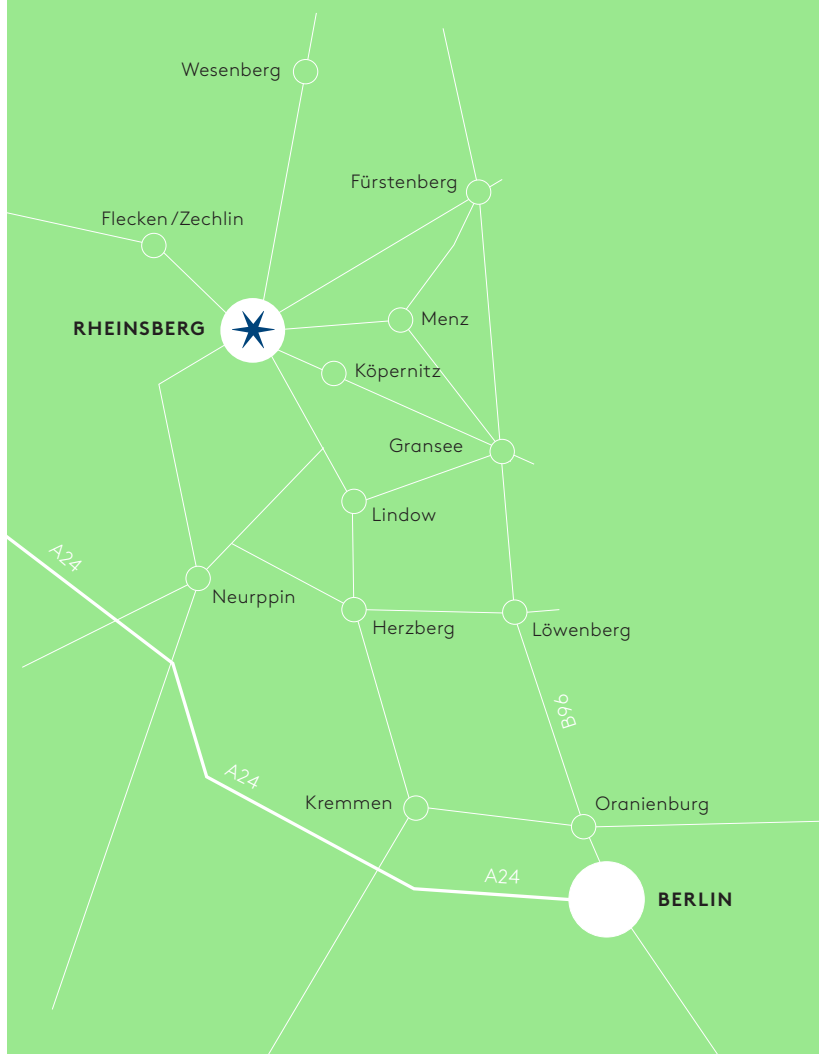 Wesenberg
Fürstenberg
Flecken/Zechlin
RHEINSBERG
Menz
Köpernitz
Gransee
Lindow
A24
Neurppin
Herzberg
Löwenberg
B96
A24
Kremmen
Oranienburg
A24
BERLIN